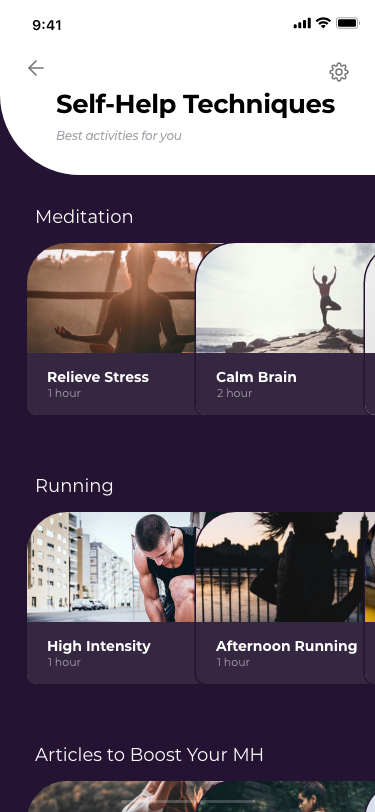 9:41
Self-Help Techniques
Best activities for you
Meditation
Relieve Stress
1 hour
Calm Brain
2 hour
Running
High Intensity
1 hour
Afternoon Running
1 hour
Articles to Boost Your MH